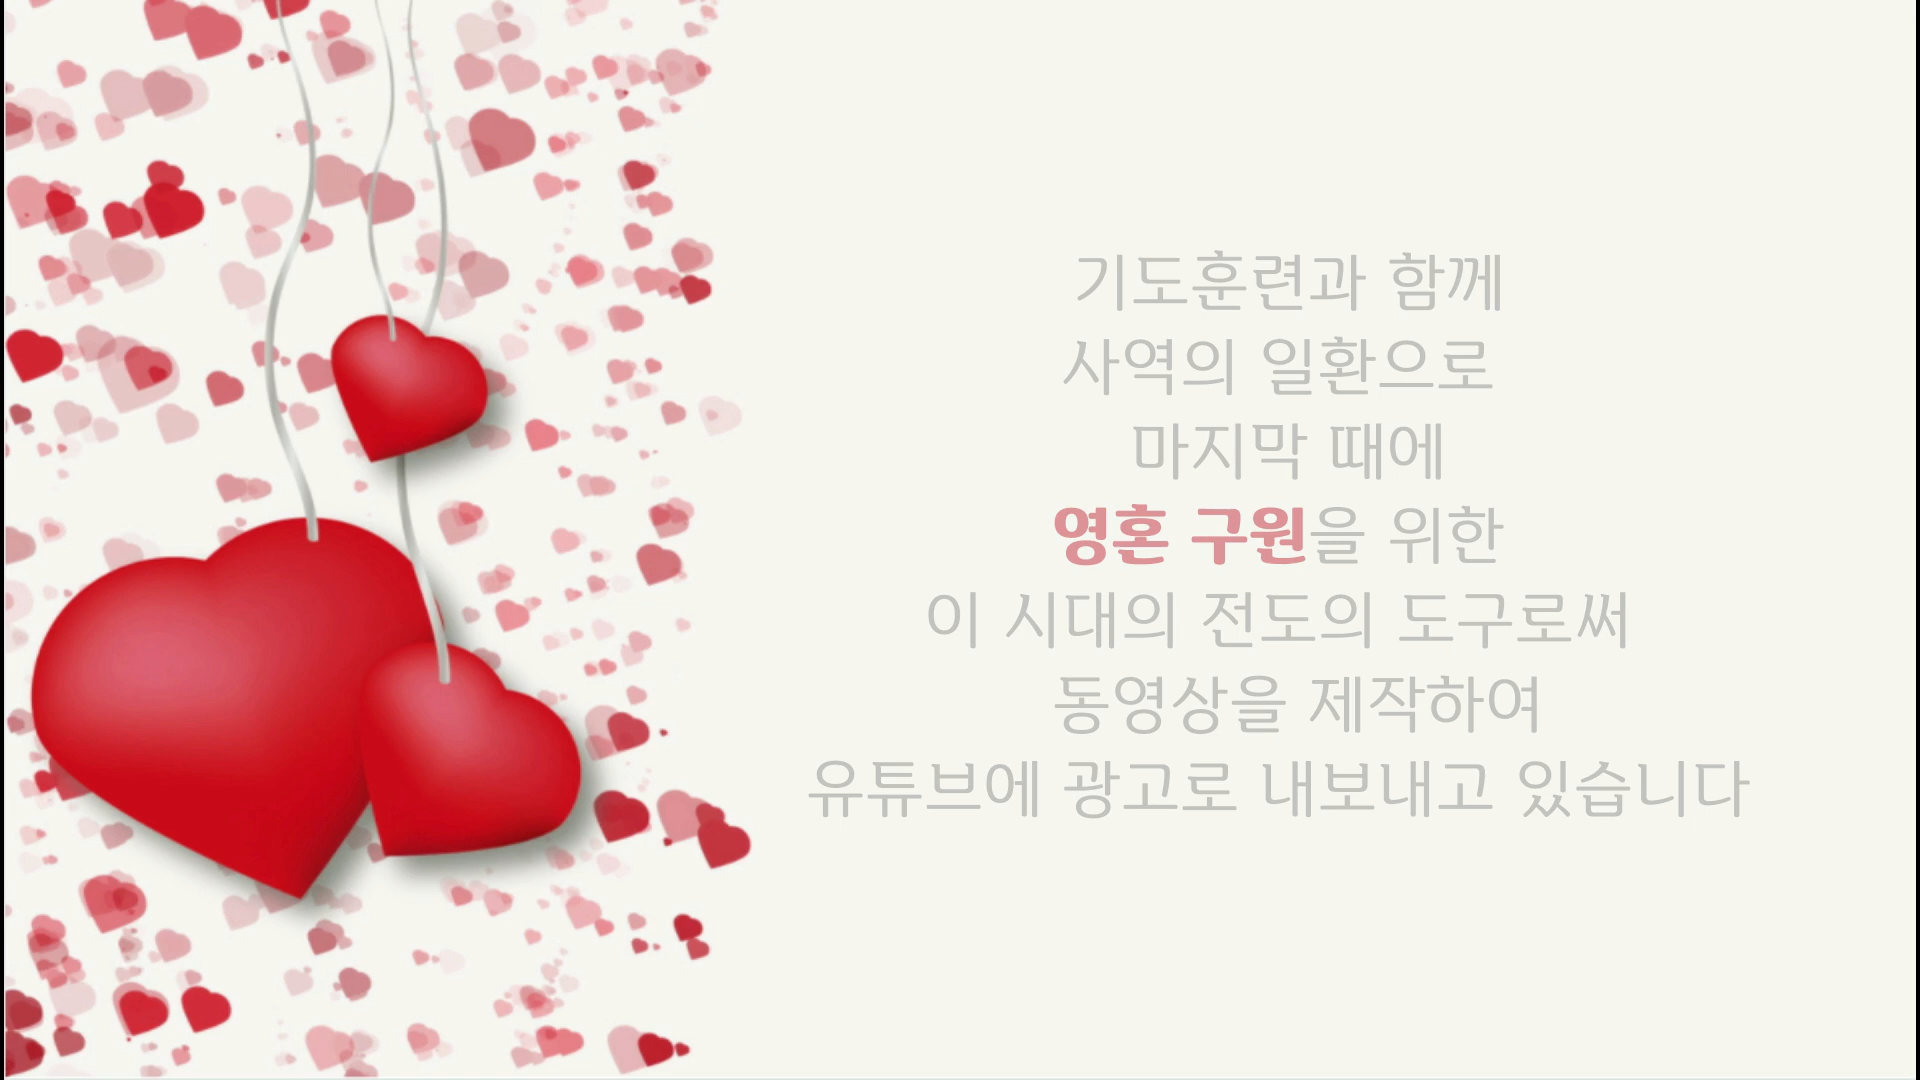 기도훈련과 함께
사역의 일환으로
마지막 때에
영혼 구원을 위한
이 시대의 전도의 도구로써
동영상을 제작하여
유튜브에 광고로 내보내고 있습니다